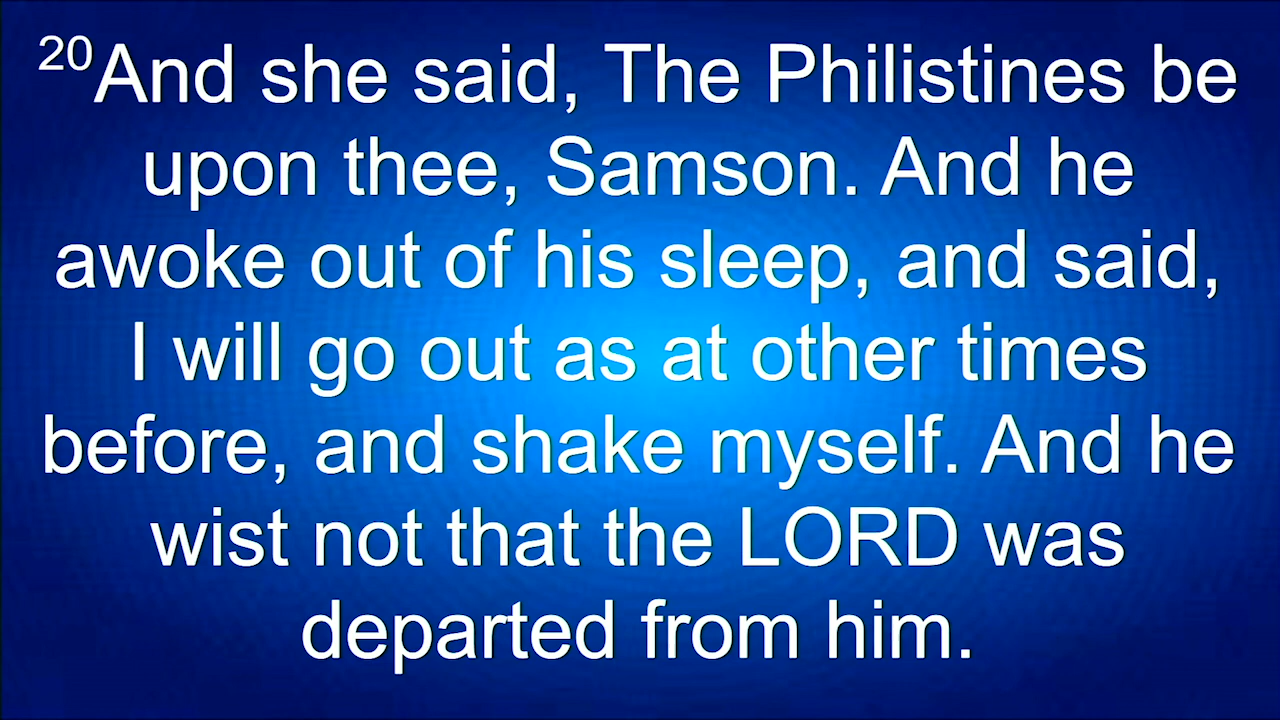 20And she said, The Philistines be
upon thee, Samson. And he
awoke out of his sleep, and said,
I will go out as at other times
before, and shake myself. And he
wist not that the LORD was
departed from him.